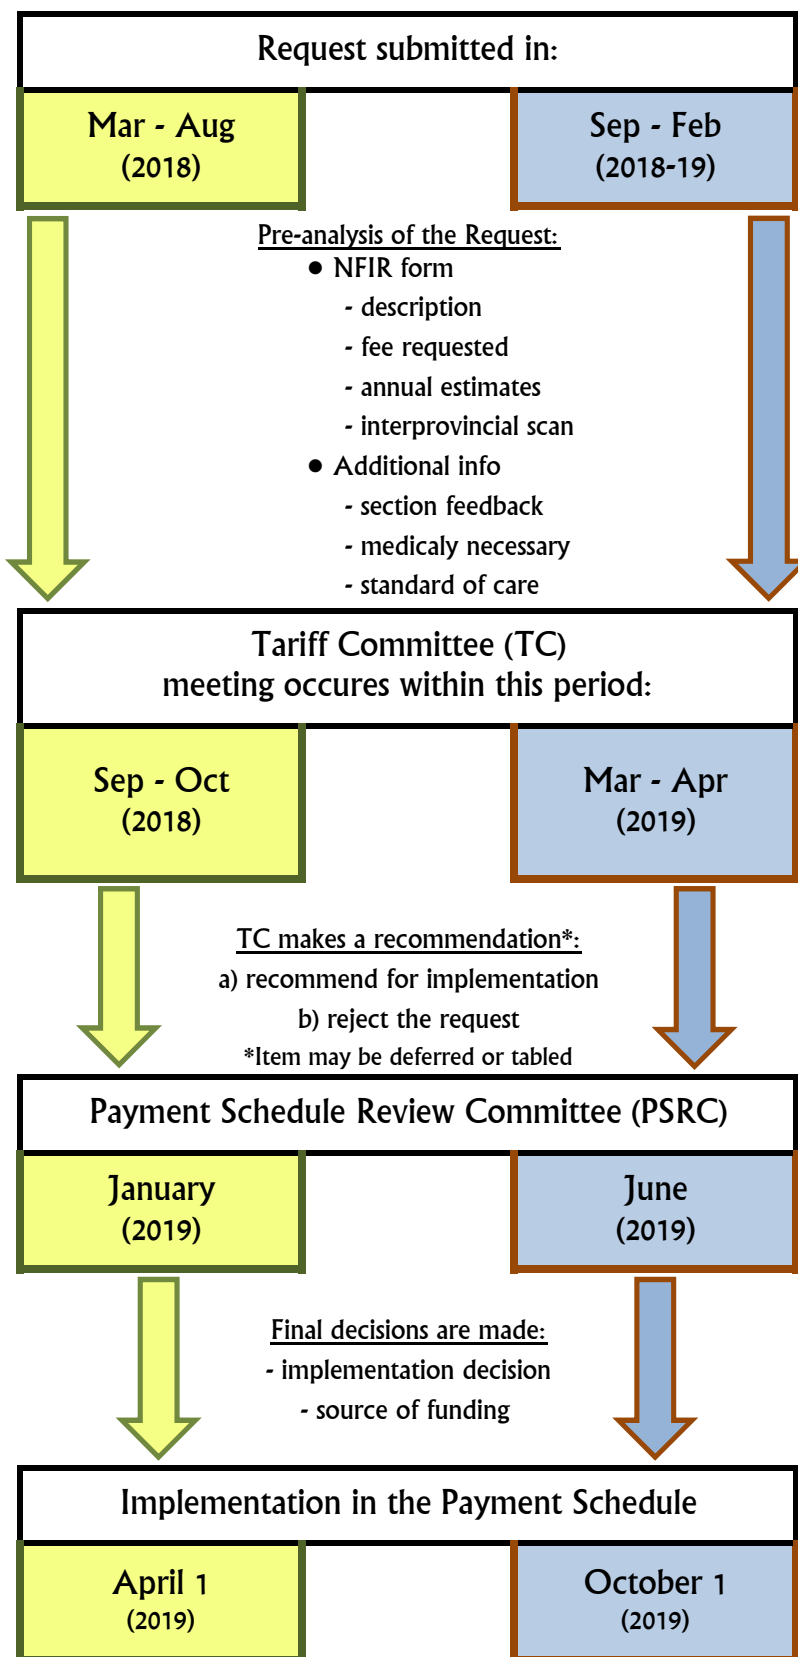 Request submitted in:
Mar - Aug
(2018)
Sep - Feb
(2018-19)
Pre-analysis of the Request:
● NFIR form
- description
- fee requested
- annual estimates
- interprovincial scan
● Additional info
- section feedback
- medicaly necessary
- standard of care
Tariff Committee (TC)
meeting occures within this period:
Sep - Oct
(2018)
Mar - Apr
(2019)
TC makes a recommendation*:
a) recommend for implementation
b) reject the request
*Item may be deferred or tabled
Payment Schedule Review Committee (PSRC)
January
(2019)
June
(2019)
Final decisions are made:
- implementation decision
- source of funding
Implementation in the Payment Schedule
April 1
(2019)
October 1
(2019)